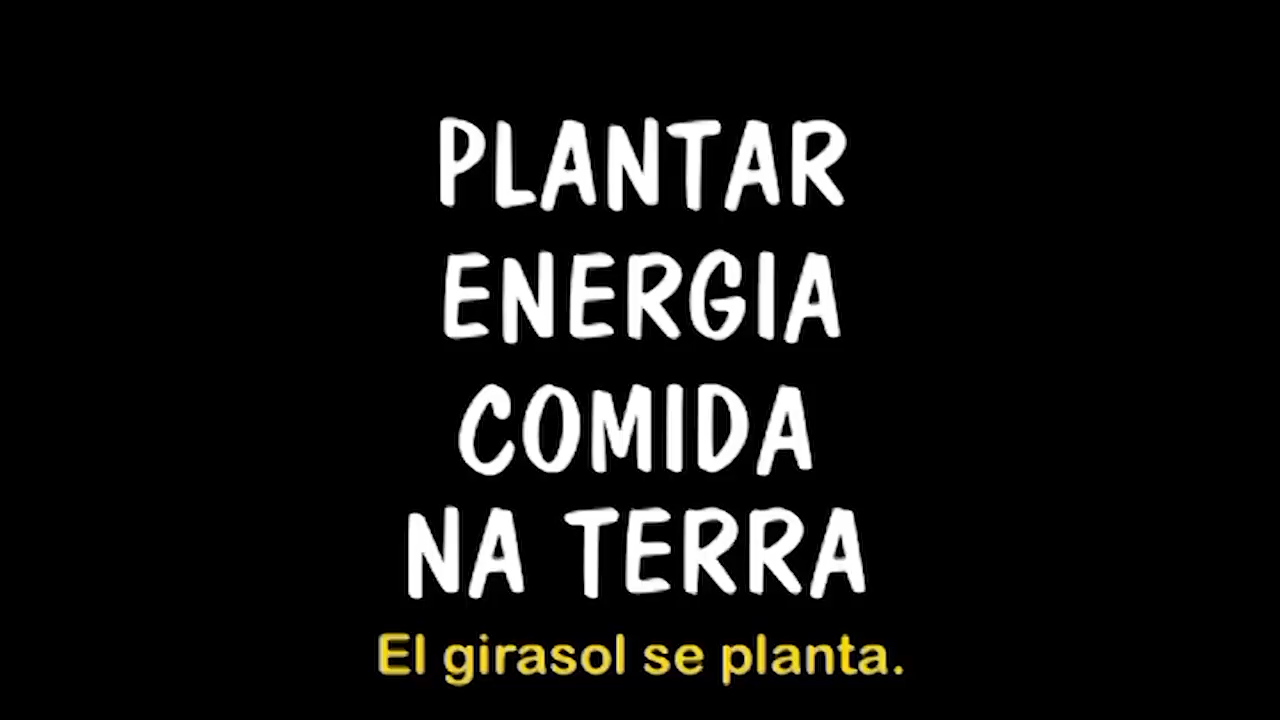 PLANTAR
ENERGIA
COMIDA
NA TERRA
El girasol se planta.